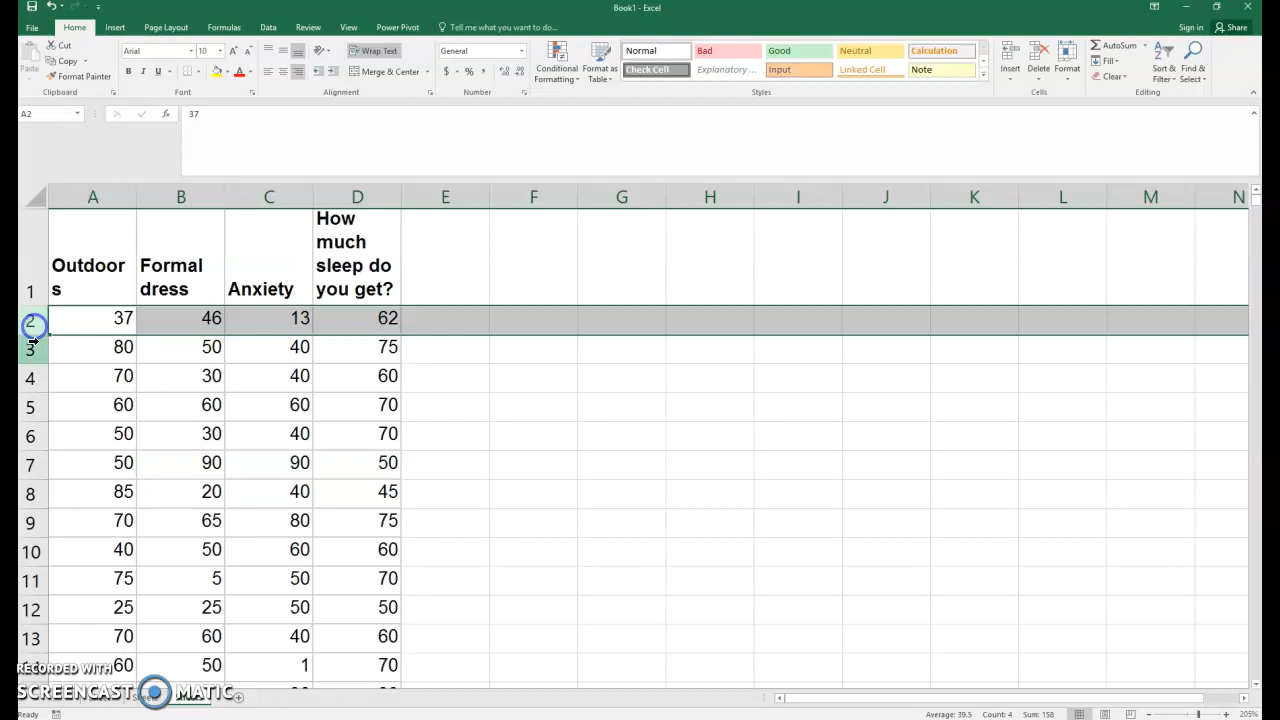 Book1 - Excel
File Home Insert Page Layout Formulas Data Review View Power Pivot Tell me what you want to do... Sign in Share
Cut
Copy
Format Painter
Paste
Clipboard
Arial 10
B
Font
Wrap Text
Merge & Center
Alignment
General
$ % ,
Number
Conditional Formatting
Format as Table
Normal Bad Good Neutral Calculation
Check Cell Explanatory ... Input Linked Cell Note
Styles
Insert Delete Format
Cells
AutoSum
Fill
Clear
Sort & Filter
Find & Select
Editing
A2 fx 37
A B C D E F G H I J K L M N
1 Outdoors Formal dress Anxiety How much sleep do you get?
2 37 46 13 62
3 80 50 40 75
4 70 30 40 60
5 60 60 60 70
6 50 30 40 70
7 50 90 90 50
8 85 20 40 45
9 70 65 80 75
10 40 50 60 60
11 75 5 50 70
12 25 25 50 50
13 70 60 40 60
60 50 1 70
RECORDED WITH
SCREENCAST MATIC
Ready Average: 39.5 Count: 4 Sum: 158 205%